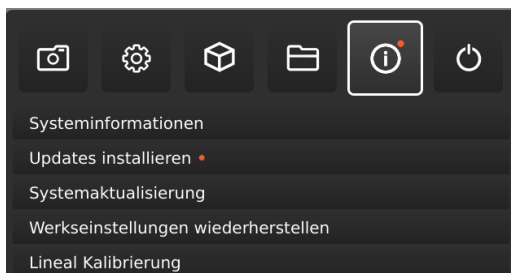 Systeminformationen
Updates installieren •
Systemaktualisierung
Werkseinstellungen wiederherstellen
Lineal Kalibrierung